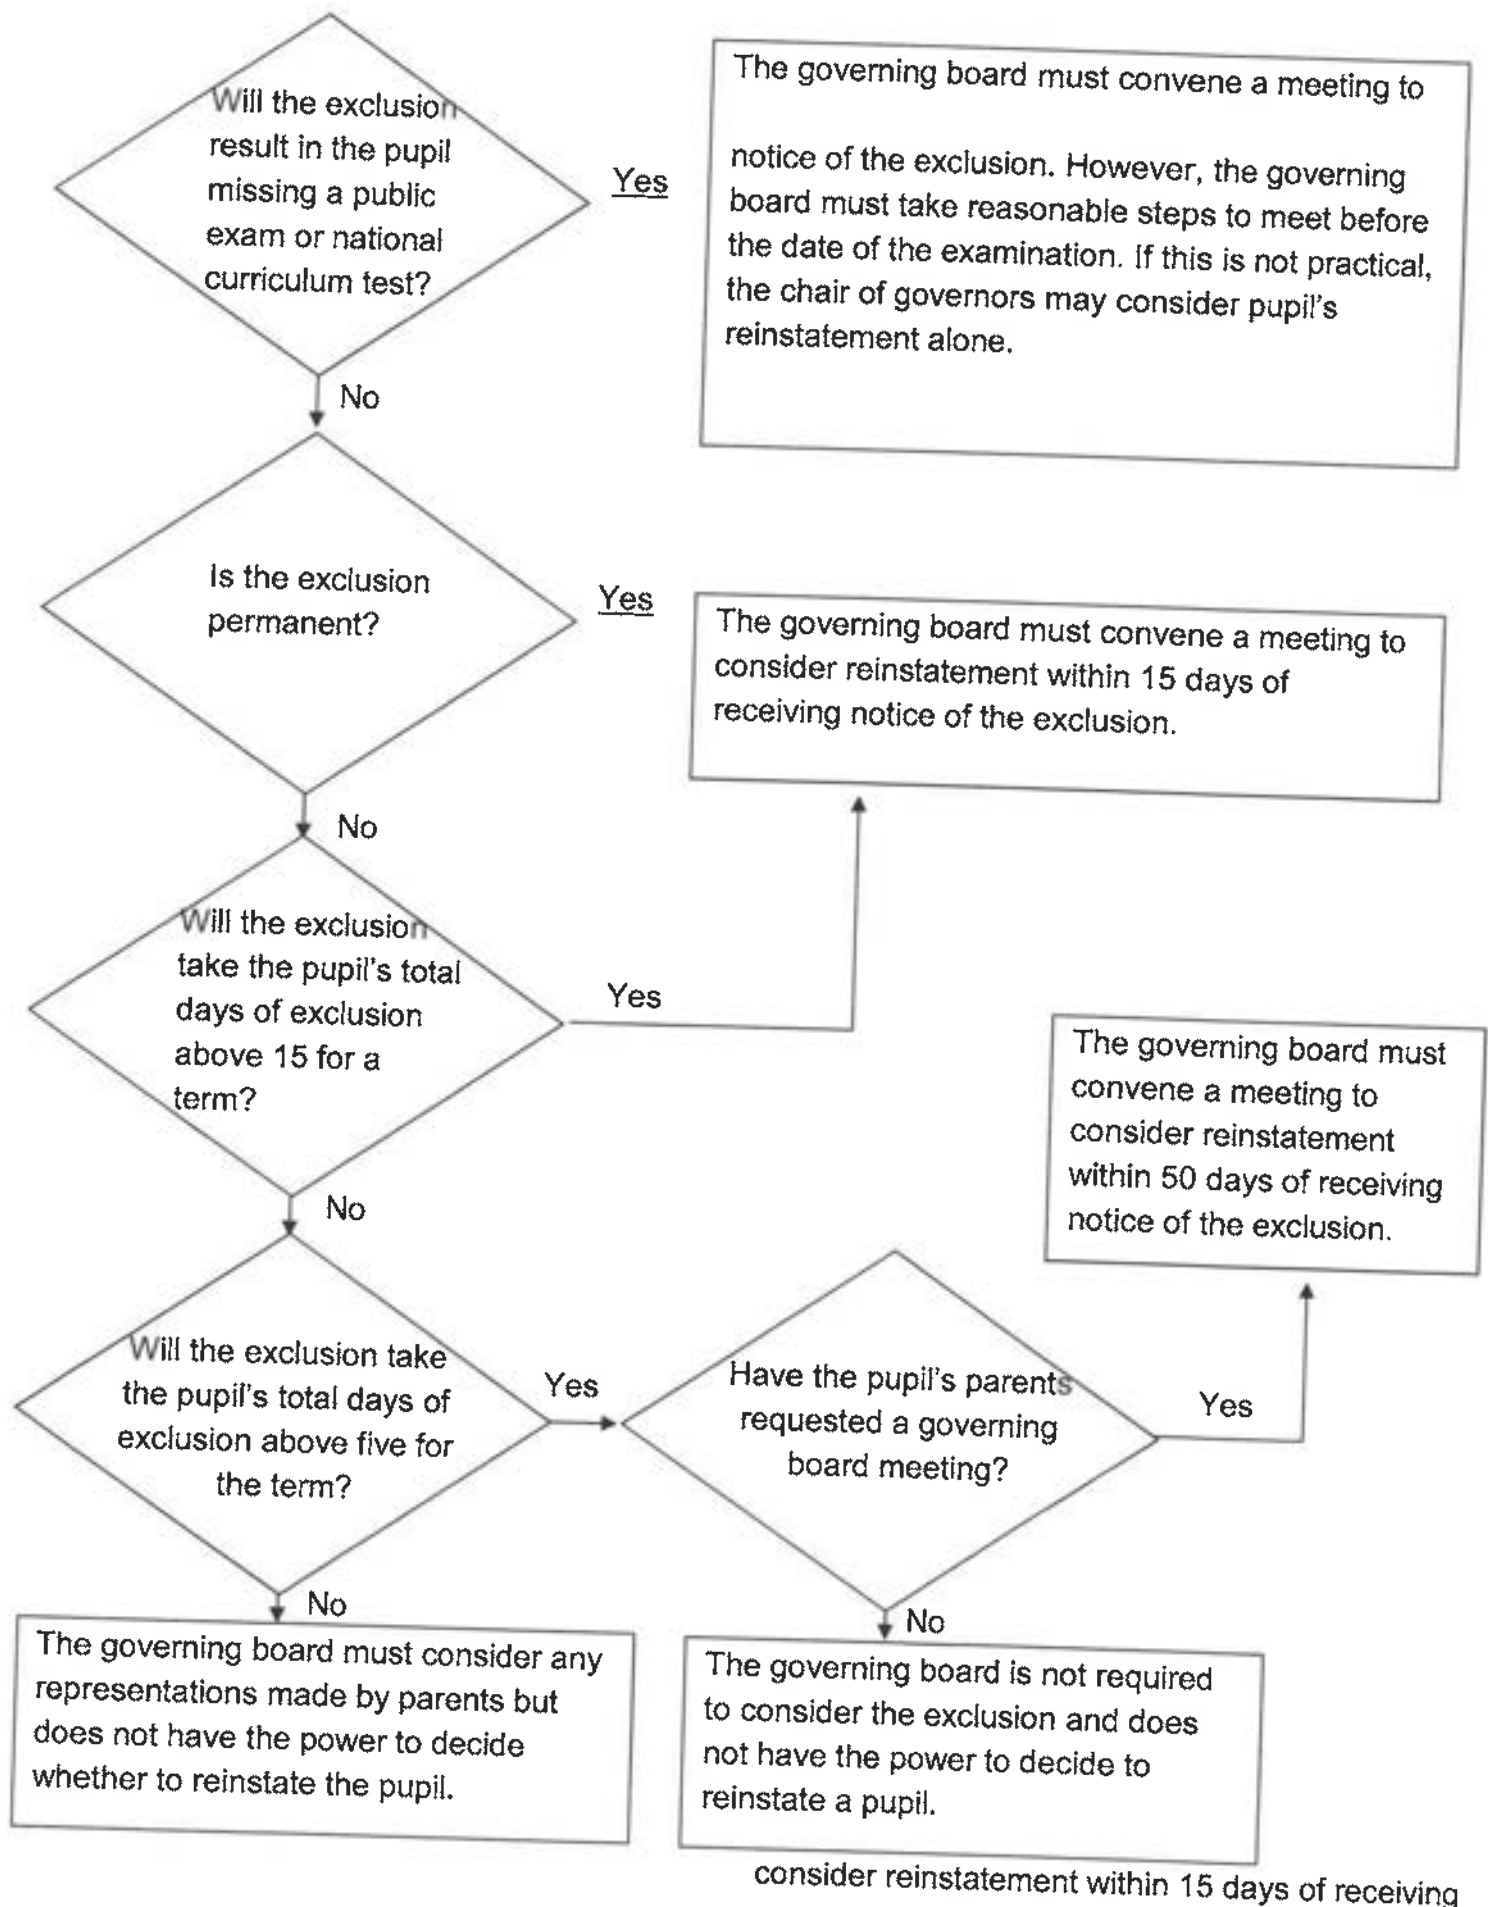 Will the exclusion
result in the pupil
missing a public
exam or national
curriculum test?
Yes
The governing board must convene a meeting to
notice of the exclusion. However, the governing
board must take reasonable steps to meet before
the date of the examination. If this is not practical,
the chair of governors may consider pupil's
reinstatement alone.
No
Is the exclusion
permanent?
Yes
The governing board must convene a meeting to
consider reinstatement within 15 days of
receiving notice of the exclusion.
No
Will the exclusion
take the pupil's total
days of exclusion
above 15 for a
term?
Yes
No
The governing board must
convene a meeting to
consider reinstatement
within 50 days of receiving
notice of the exclusion.
Will the exclusion take
the pupil's total days of
exclusion above five for
the term?
Yes
Have the pupil's parents
requested a governing
board meeting?
Yes
No
The governing board must consider any
representations made by parents but
does not have the power to decide
whether to reinstate the pupil.
No
The governing board is not required
to consider the exclusion and does
not have the power to decide to
reinstate a pupil.
consider reinstatement within 15 days of receiving